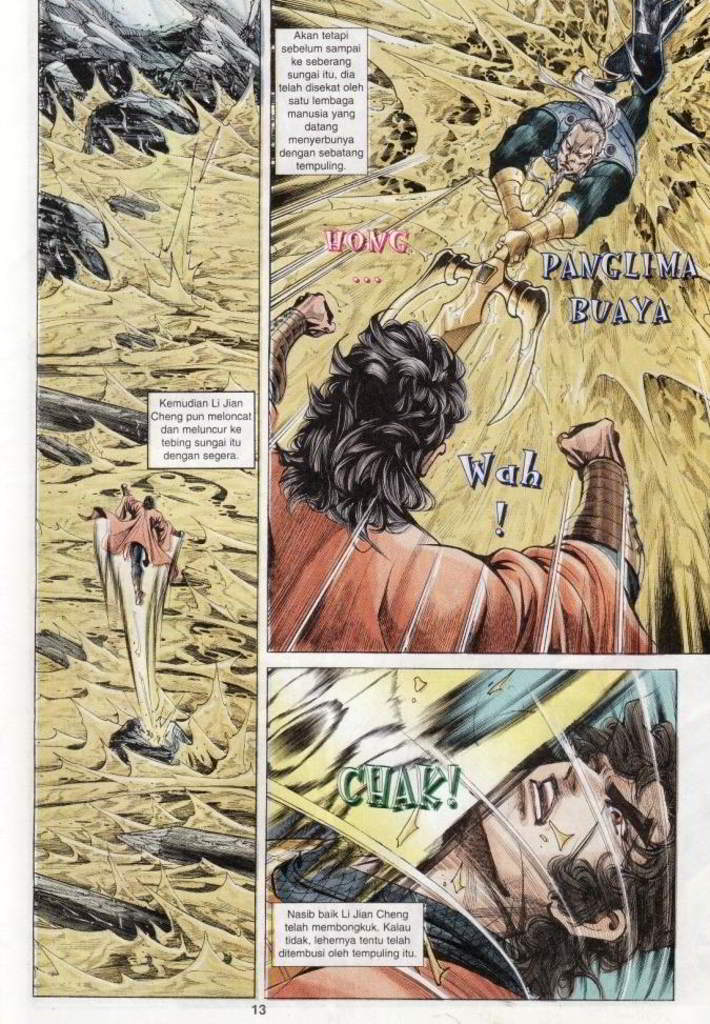 Kemudian Li Jian
Cheng pun meloncat
dan meluncur ke
tebing sungai itu
dengan segera.
Akan tetapi
sebelum sampai
ke seberang
sungai itu, dia
telah disekat oleh
satu lembaga
manusia yang
datang
menyerbunya
dengan sebatang
tempuling.
HONG
...
PANGLIMA
BUAYA
Wah
!
CHAK!
Nasib baik Li Jian Cheng
telah membongkuk. Kalau
tidak, lehernya tentu telah
ditembusi oleh tempuling itu.
13